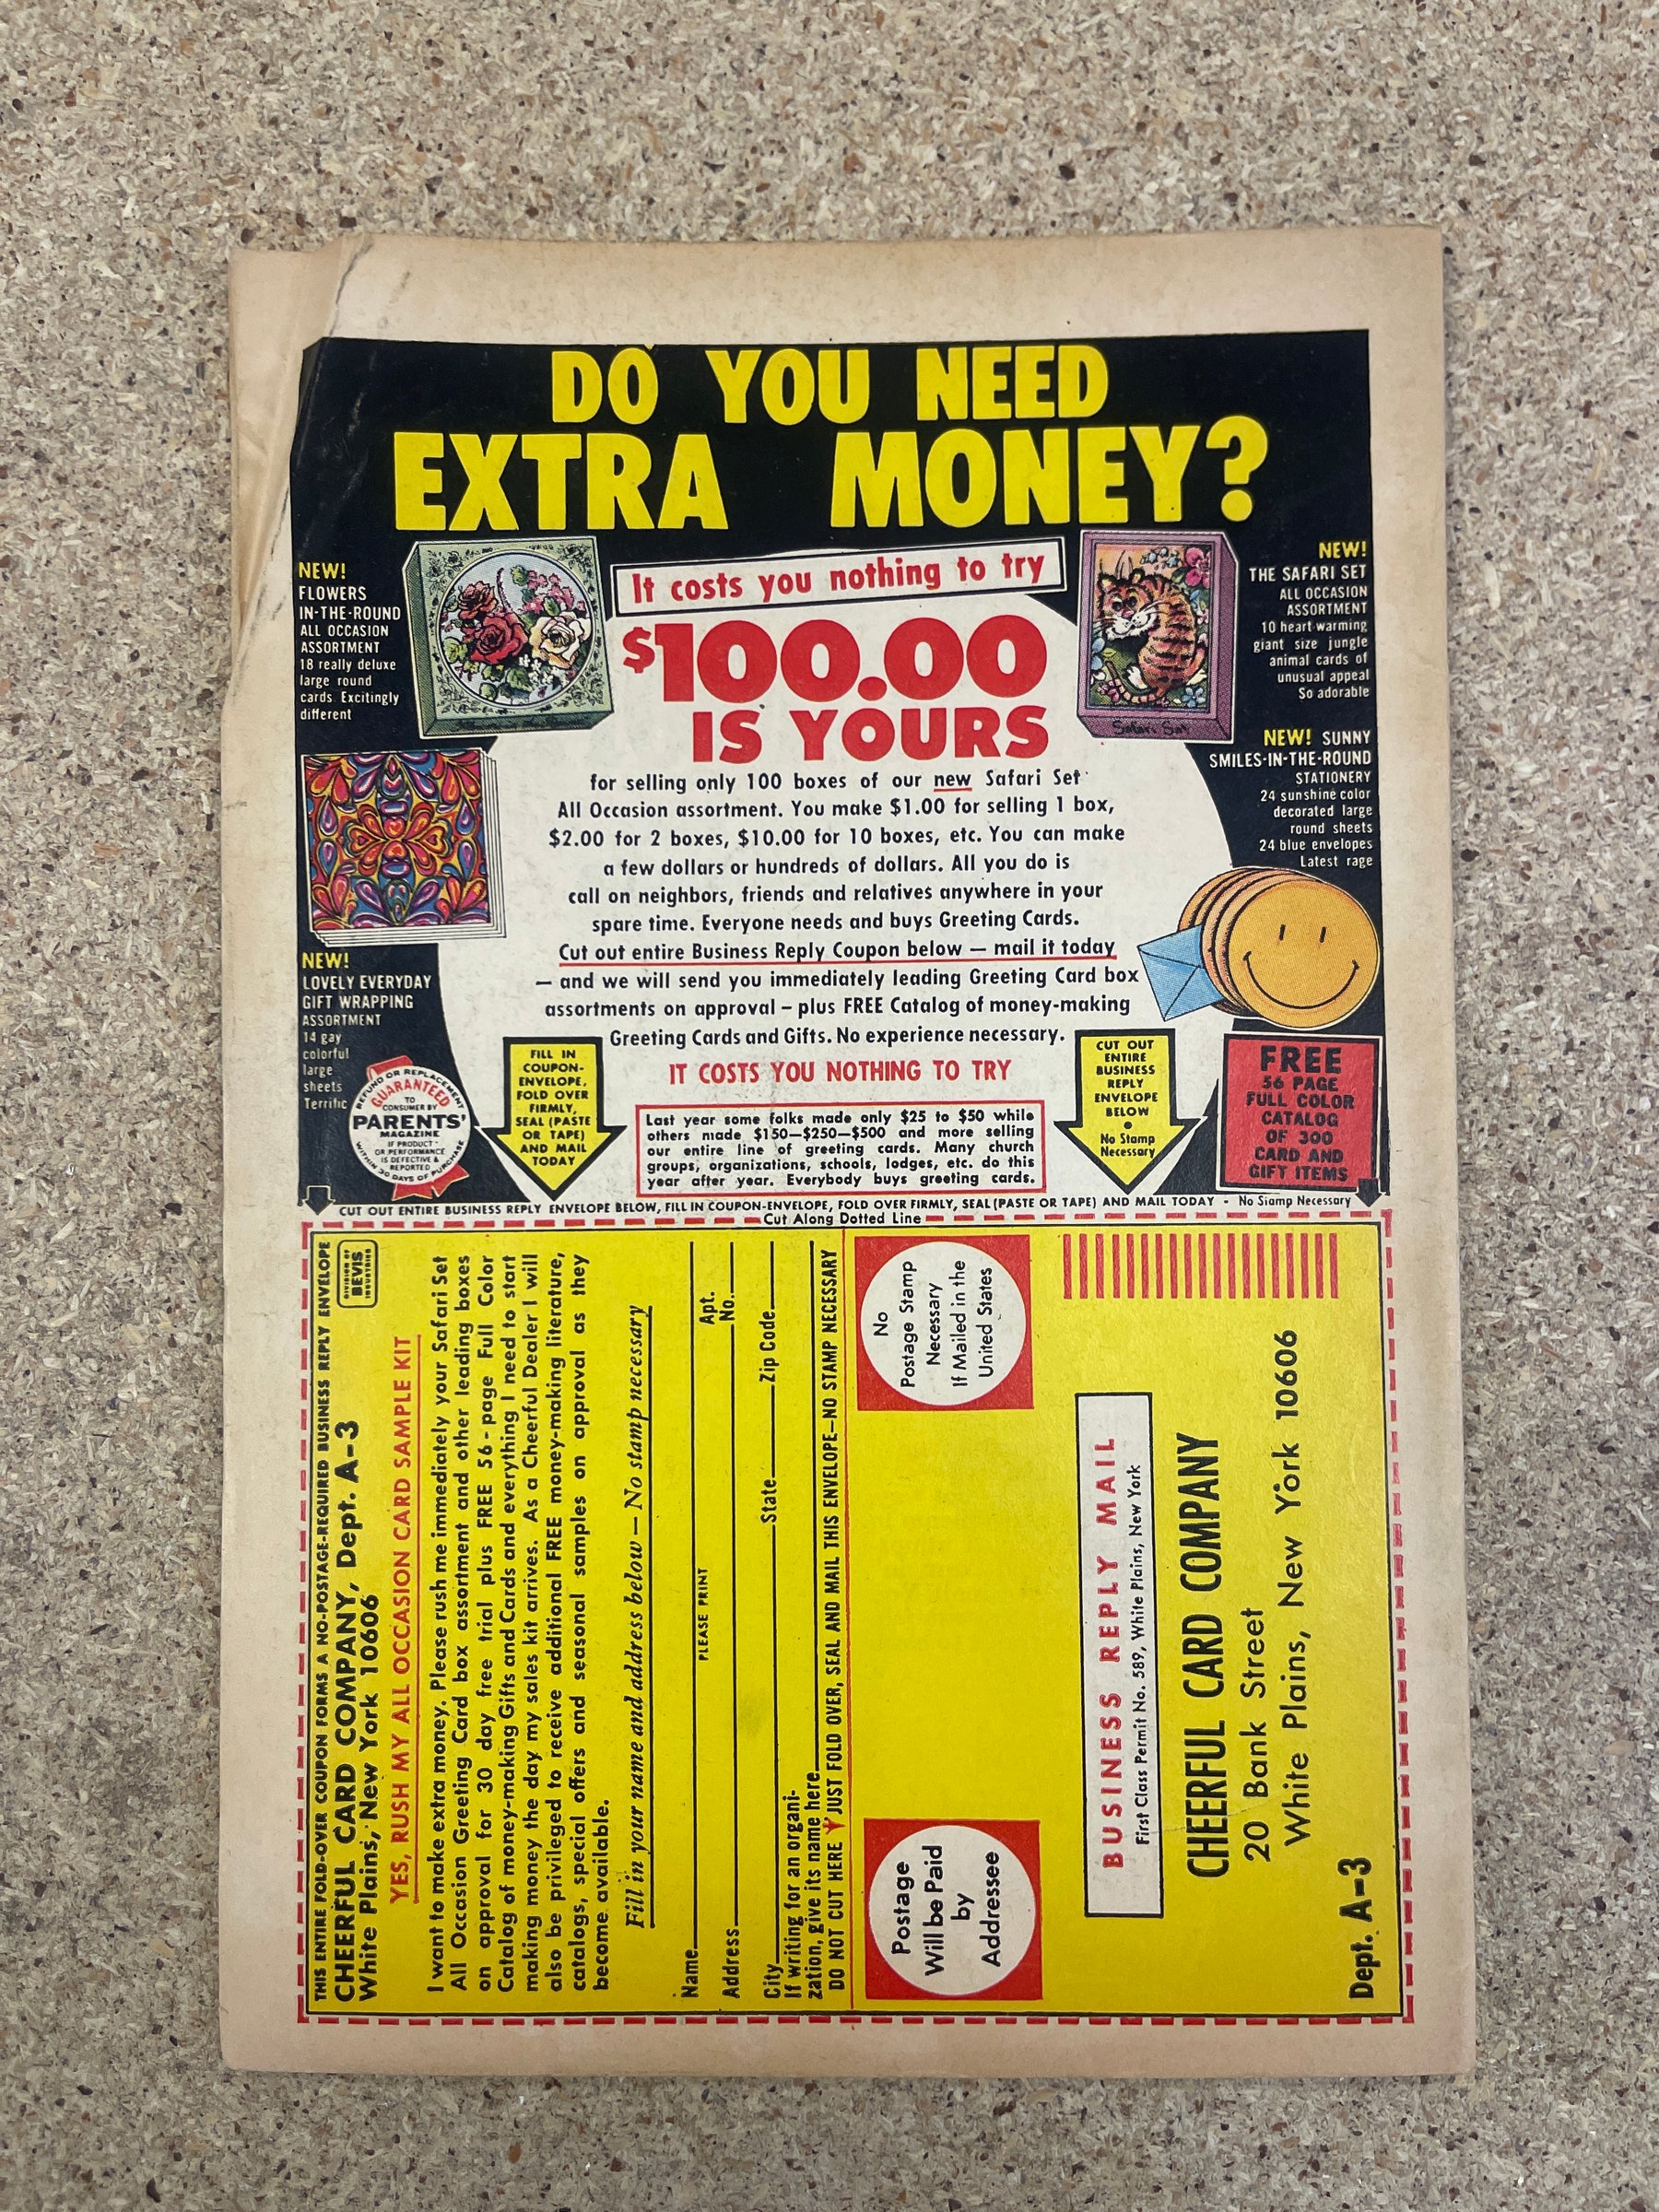 DO YOU NEED
EXTRA MONEY?
NEW!
FLOWERS
IN-THE-ROUND
ALL OCCASION
ASSORTMENT
18 really deluxe
large round
cards Excitingly
different
It costs you nothing to try
NEW!
THE SAFARI SET
ALL OCCASION
ASSORTMENT
10 heart-warming
giant size jungle
animal cards of
unusual appeal
So adorable
Safari Set
$100.00
IS YOURS
for selling only 100 boxes of our new Safari Set
All Occasion assortment. You make $1.00 for selling 1 box,
$2.00 for 2 boxes, $10.00 for 10 boxes, etc. You can make
a few dollars or hundreds of dollars. All you do is
call on neighbors, friends and relatives anywhere in your
spare time. Everyone needs and buys Greeting Cards.
Cut out entire Business Reply Coupon below — mail it today
— and we will send you immediately leading Greeting Card box
assortments on approval – plus FREE Catalog of money-making
Greeting Cards and Gifts. No experience necessary.
IT COSTS YOU NOTHING TO TRY
NEW! SUNNY
SMILES-IN-THE-ROUND
STATIONERY
24 sunshine color
decorated large
round sheets
24 blue envelopes
Latest rage
NEW!
LOVELY EVERYDAY
GIFT WRAPPING
ASSORTMENT
14 gay
colorful
large
sheets
Terrific
REFUND OR REPLACEMENT
GUARANTEED
TO
CONSUMER BY
PARENTS'
MAGAZINE
IF PRODUCT
OR PERFORMANCE
IS DEFECTIVE &
REPORTED
WITHIN 30 DAYS OF PURCHASE
FILL IN
COUPON-
ENVELOPE,
FOLD OVER
FIRMLY,
SEAL (PASTE
OR TAPE)
AND MAIL
TODAY
Last year some folks made only $25 to $50 while
others made $150—$250—$500 and more selling
our entire line of greeting cards. Many church
groups, organizations, schools, lodges, etc. do this
year after year. Everybody buys greeting cards.
CUT OUT
ENTIRE
BUSINESS
REPLY
ENVELOPE
BELOW
•
No Stamp
Necessary
FREE
56 PAGE
FULL COLOR
CATALOG
OF 300
CARD AND
GIFT ITEMS
CUT OUT ENTIRE BUSINESS REPLY ENVELOPE BELOW, FILL IN COUPON-ENVELOPE, FOLD OVER FIRMLY, SEAL (PASTE OR TAPE) AND MAIL TODAY - No Stamp Necessary
Cut Along Dotted Line
THIS ENTIRE FOLD-OVER COUPON FORMS A NO-POSTAGE-REQUIRED BUSINESS REPLY ENVELOPE
CHEERFUL CARD COMPANY, Dept. A-3
White Plains, New York 10606
DIVISION OF
BEVIS
INDUSTRIES
YES, RUSH MY ALL OCCASION CARD SAMPLE KIT
I want to make extra money. Please rush me immediately your Safari Set
All Occasion Greeting Card box assortment and other leading boxes
on approval for 30 day free trial plus FREE 56-page Full Color
Catalog of money-making Gifts and Cards and everything I need to start
making money the day my sales kit arrives. As a Cheerful Dealer I will
also be privileged to receive additional FREE money-making literature,
catalogs, special offers and seasonal samples on approval as they
become available.
Fill in your name and address below — No stamp necessary
Name
PLEASE PRINT
Address Apt. No.
City State Zip Code
If writing for an organi-
zation, give its name here
DO NOT CUT HERE JUST FOLD OVER, SEAL AND MAIL THIS ENVELOPE—NO STAMP NECESSARY
Postage
Will be Paid
by
Addressee
No
Postage Stamp
Necessary
If Mailed in the
United States
BUSINESS REPLY MAIL
First Class Permit No. 589, White Plains, New York
CHEERFUL CARD COMPANY
20 Bank Street
White Plains, New York 10606
Dept. A-3